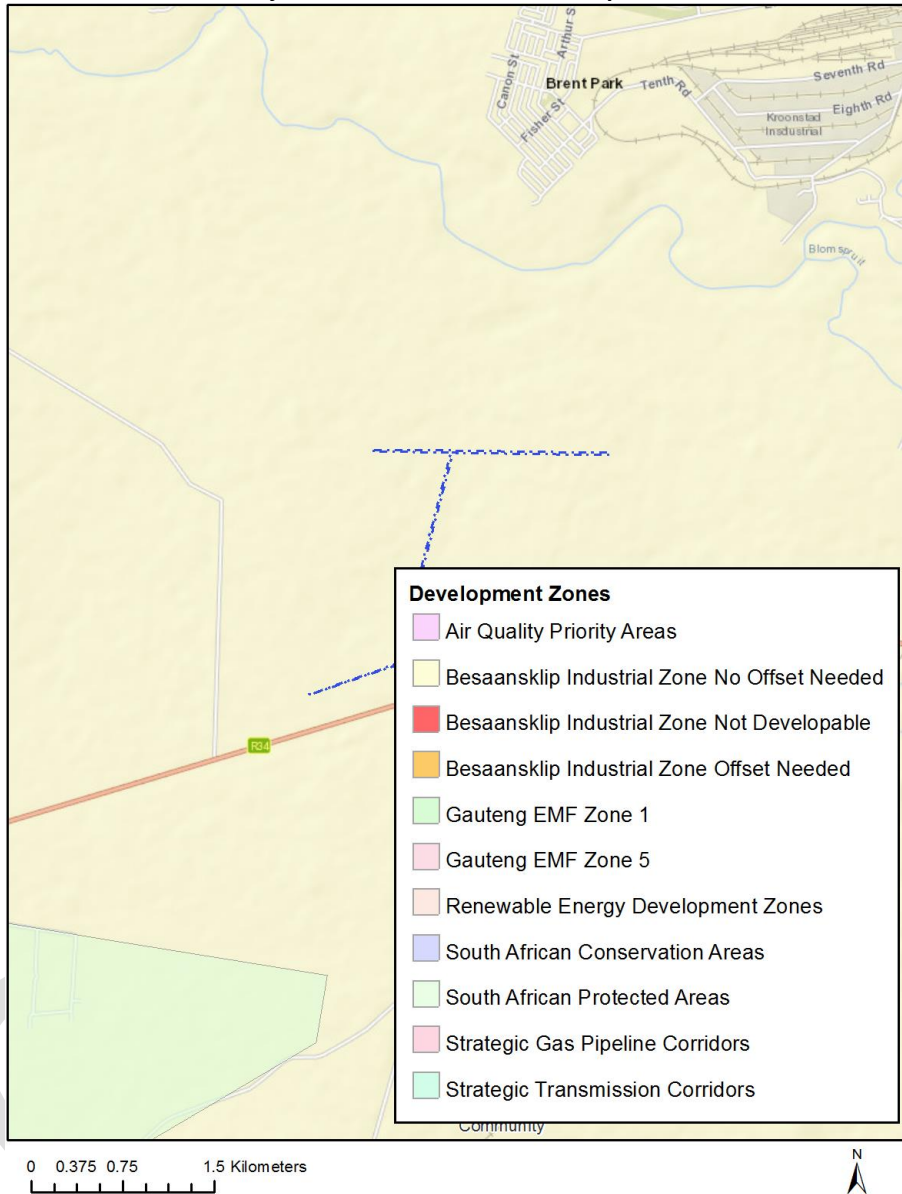 Arthur S
Canon St
Brent Park
Tenth Rd
Seventh Rd
Fisher St
Eighth Rd
Kroonstad
Insdustrial
Blomspruit
R34
Development Zones
Air Quality Priority Areas
Besaansklip Industrial Zone No Offset Needed
Besaansklip Industrial Zone Not Developable
Besaansklip Industrial Zone Offset Needed
Gauteng EMF Zone 1
Gauteng EMF Zone 5
Renewable Energy Development Zones
South African Conservation Areas
South African Protected Areas
Strategic Gas Pipeline Corridors
Strategic Transmission Corridors
Community
0 0.375 0.75 1.5 Kilometers
N